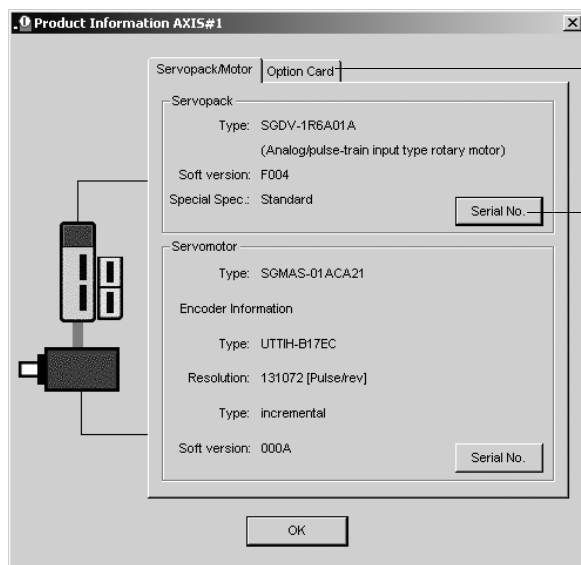 Product Information AXIS#1
Servopack/Motor Option Card
Servopack
Type: SGDV-1R6A01A
(Analog/pulse-train input type rotary motor)
Soft version: F004
Special Spec.: Standard
Serial No.
Servomotor
Type: SGMAS-01ACA21
Encoder Information
Type: UTTIH-B17EC
Resolution: 131072 [Pulse/rev]
Type: incremental
Soft version: 000A
Serial No.
OK